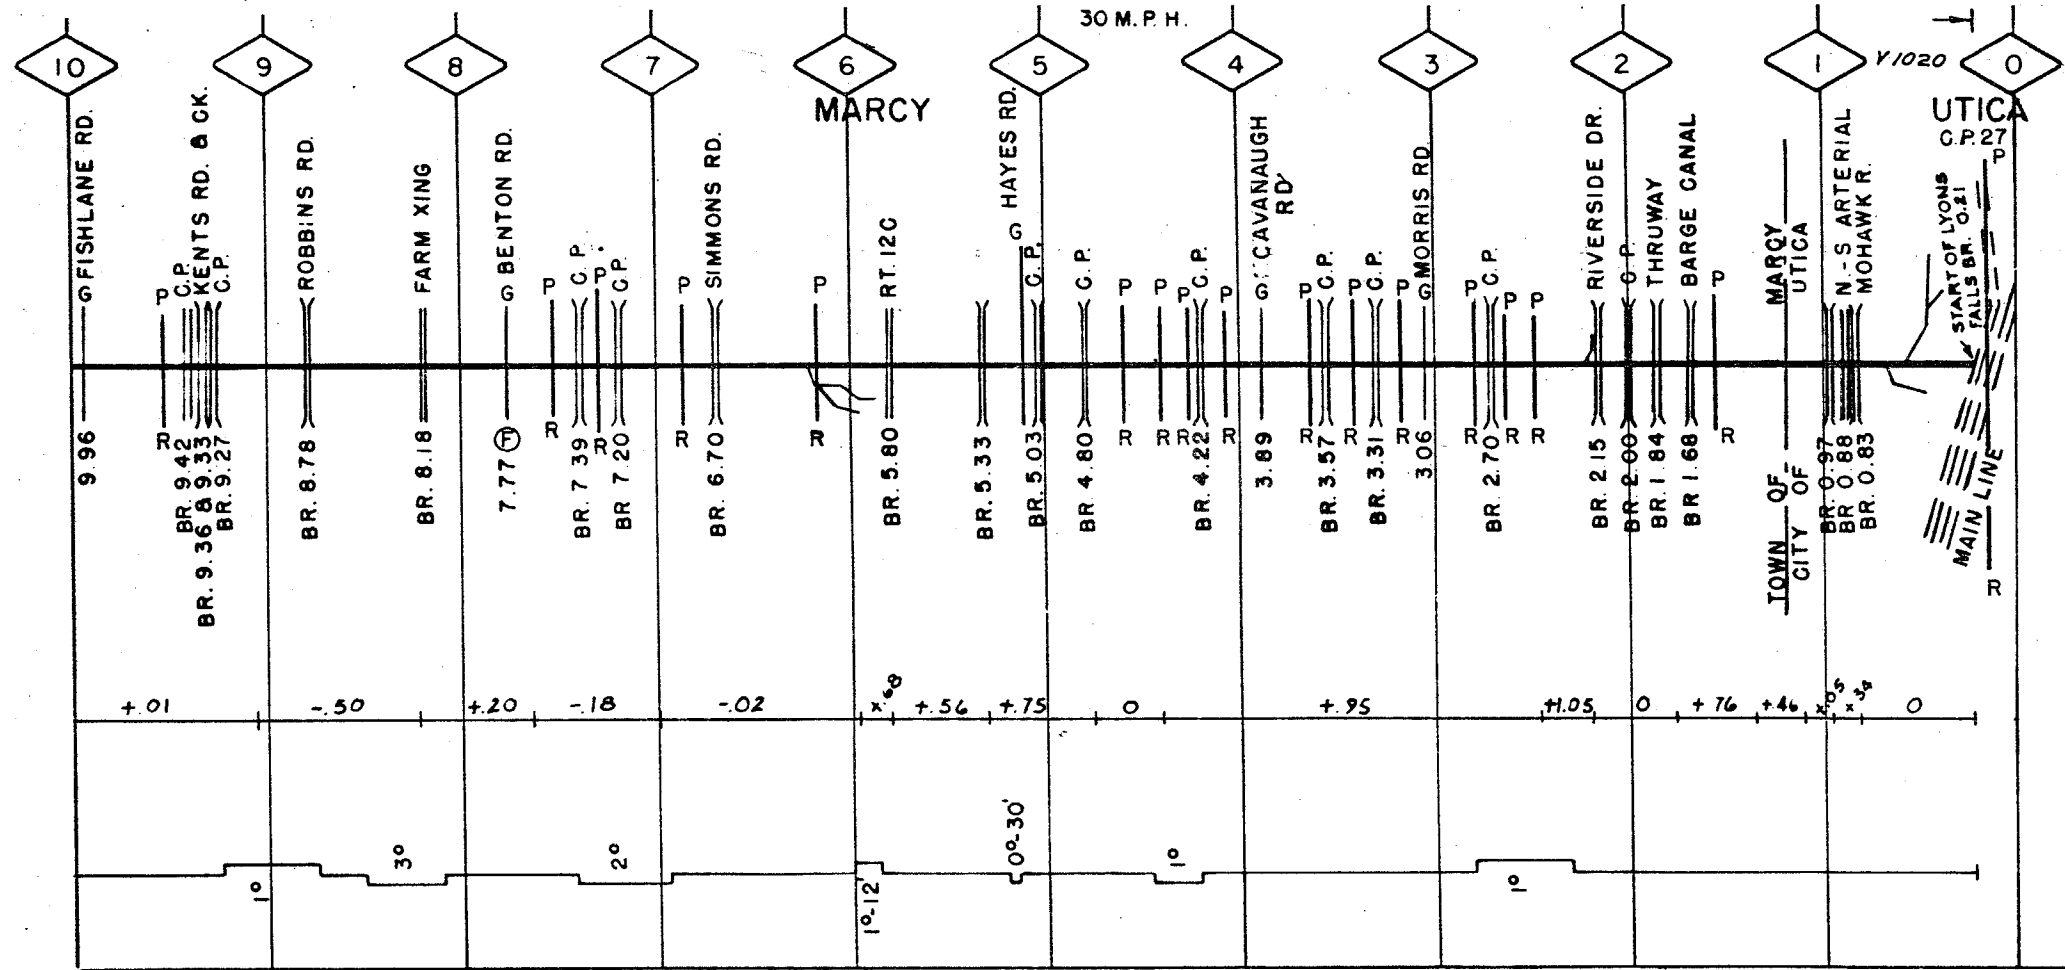 30 M.P.H.
10 9 8 7 6 5 4 3 2 1 Y1020 0
MARCY
UTICA
C.P. 27
G FISHLANE RD.
P
C.P.
KENTS RD. & CK.
C.P.
ROBBINS RD.
FARM XING
G BENTON RD.
P
C.P.
P
C.P.
P
SIMMONS RD.
P
RT. 12C
G HAYES RD.
C.P.
C.P.
P
P
P
C.P.
P
G CAVANAUGH
RD
P
C.P.
P
C.P.
P
G MORRIS RD.
P
C.P.
P
P
RIVERSIDE DR.
C.P.
THRUWAY
BARGE CANAL
P
MARCY
UTICA
N-S ARTERIAL
MOHAWK R.
START OF LYONS
FALLS BR. 0.21
P
9.96
R
BR. 9.42
BR. 9.36 & 9.33
BR. 9.27
BR. 8.78
BR. 8.18
7.77 F
R
BR. 7.39
R
BR. 7.20
R
BR. 6.70
R
BR. 5.80
BR. 5.33
BR. 5.03
BR. 4.80
R
R
R
BR. 4.22
R
3.89
R
BR. 3.57
R
BR. 3.31
R
3.06
R
BR. 2.70
R
R
BR. 2.15
BR. 2.00
BR. 1.84
BR 1.68
R
TOWN OF
CITY OF
BR. 0.97
BR. 0.88
BR. 0.83
MAIN LINE
R
+.01 -.50 +.20 -.18 -.02 +.56 +.75 0 +.95 +1.05 0 +.76 +.46 0
1° 3° 2° 1°-12' 0°-30' 1° 1°